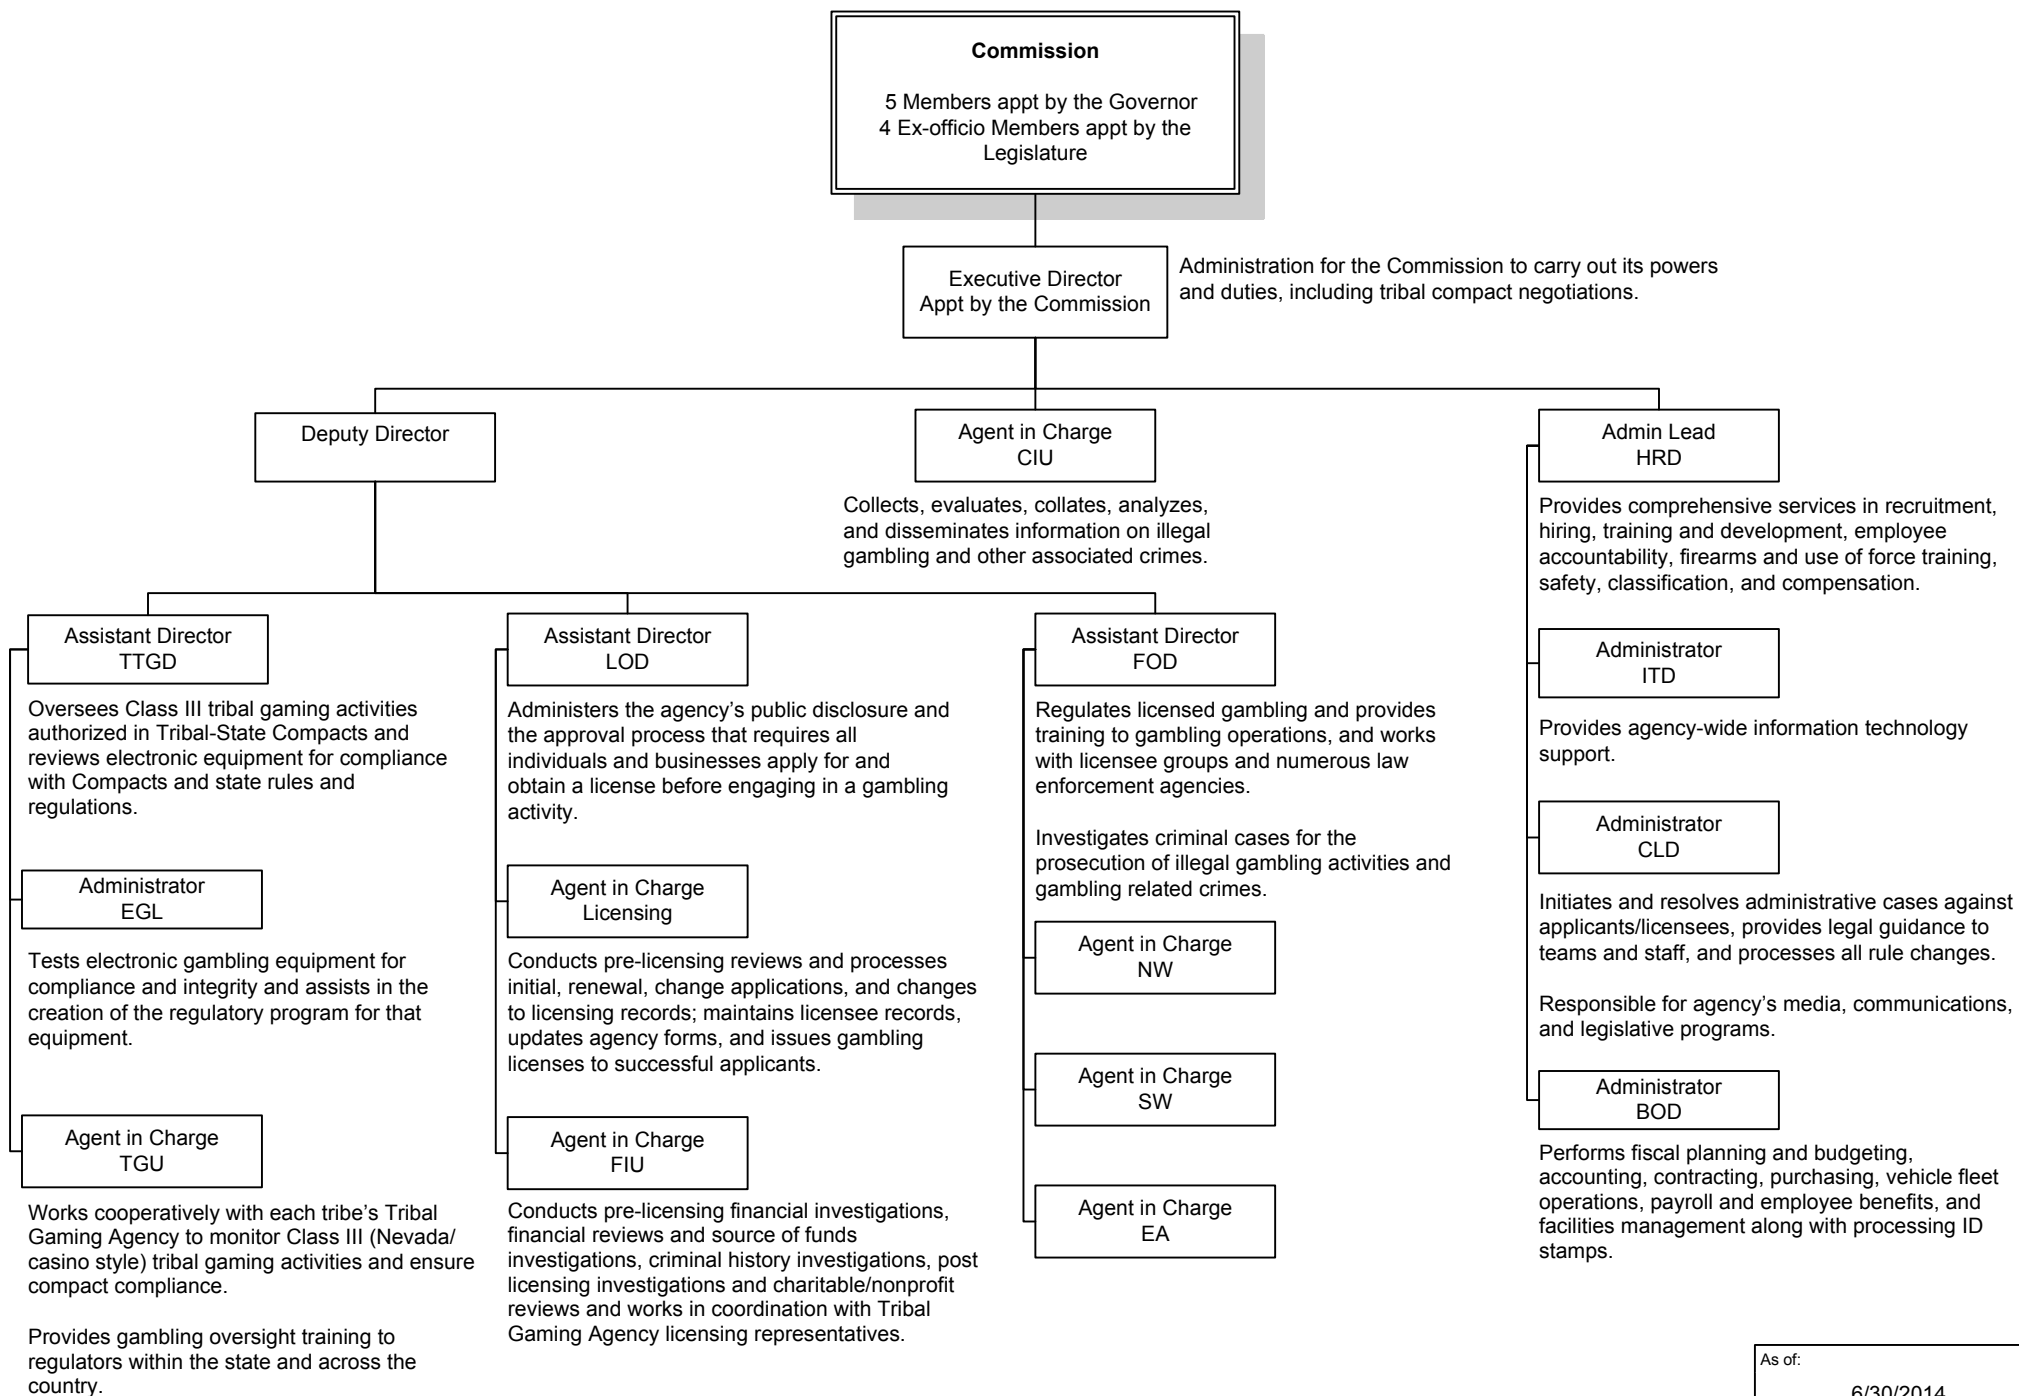 Commission
5 Members appt by the Governor
4 Ex-officio Members appt by the
Legislature
Executive Director
Appt by the Commission
Administration for the Commission to carry out its powers
and duties, including tribal compact negotiations.
Deputy Director
Agent in Charge
CIU
Collects, evaluates, collates, analyzes,
and disseminates information on illegal
gambling and other associated crimes.
Admin Lead
HRD
Provides comprehensive services in recruitment,
hiring, training and development, employee
accountability, firearms and use of force training,
safety, classification, and compensation.
Assistant Director
TTGD
Oversees Class III tribal gaming activities
authorized in Tribal-State Compacts and
reviews electronic equipment for compliance
with Compacts and state rules and
regulations.
Administrator
EGL
Tests electronic gambling equipment for
compliance and integrity and assists in the
creation of the regulatory program for that
equipment.
Agent in Charge
TGU
Works cooperatively with each tribe's Tribal
Gaming Agency to monitor Class III (Nevada/
casino style) tribal gaming activities and ensure
compact compliance.
Provides gambling oversight training to
regulators within the state and across the
country.
Assistant Director
LOD
Administers the agency's public disclosure and
the approval process that requires all
individuals and businesses apply for and
obtain a license before engaging in a gambling
activity.
Agent in Charge
Licensing
Conducts pre-licensing reviews and processes
initial, renewal, change applications, and changes
to licensing records; maintains licensee records,
updates agency forms, and issues gambling
licenses to successful applicants.
Agent in Charge
FIU
Conducts pre-licensing financial investigations,
financial reviews and source of funds
investigations, criminal history investigations, post
licensing investigations and charitable/nonprofit
reviews and works in coordination with Tribal
Gaming Agency licensing representatives.
Assistant Director
FOD
Regulates licensed gambling and provides
training to gambling operations, and works
with licensee groups and numerous law
enforcement agencies.
Investigates criminal cases for the
prosecution of illegal gambling activities and
gambling related crimes.
Agent in Charge
NW
Agent in Charge
SW
Agent in Charge
EA
Administrator
ITD
Provides agency-wide information technology
support.
Administrator
CLD
Initiates and resolves administrative cases against
applicants/licensees, provides legal guidance to
teams and staff, and processes all rule changes.
Responsible for agency's media, communications,
and legislative programs.
Administrator
BOD
Performs fiscal planning and budgeting,
accounting, contracting, purchasing, vehicle fleet
operations, payroll and employee benefits, and
facilities management along with processing ID
stamps.
As of:
6/30/2014